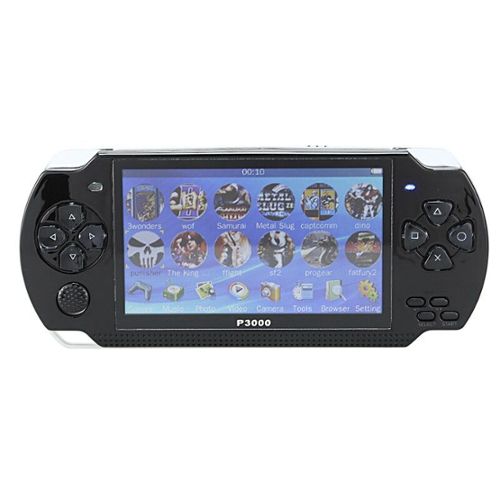 00:10
3wonders wof Samurai Metal Slug captcomm dino
punisher The King ... ffight sf2 progear fatfury2
Music Photo Video Camera Tools Browser Setting
P3000
SELECT START